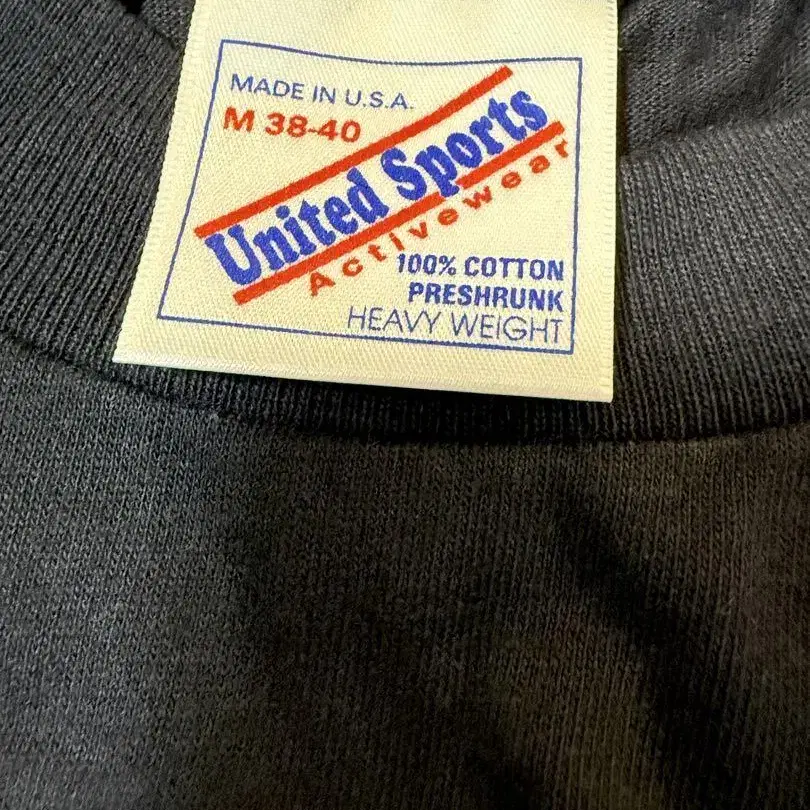 MADE IN U.S.A.
M 38-40
United Sports
Activewear
100% COTTON
PRESHRUNK
HEAVY WEIGHT